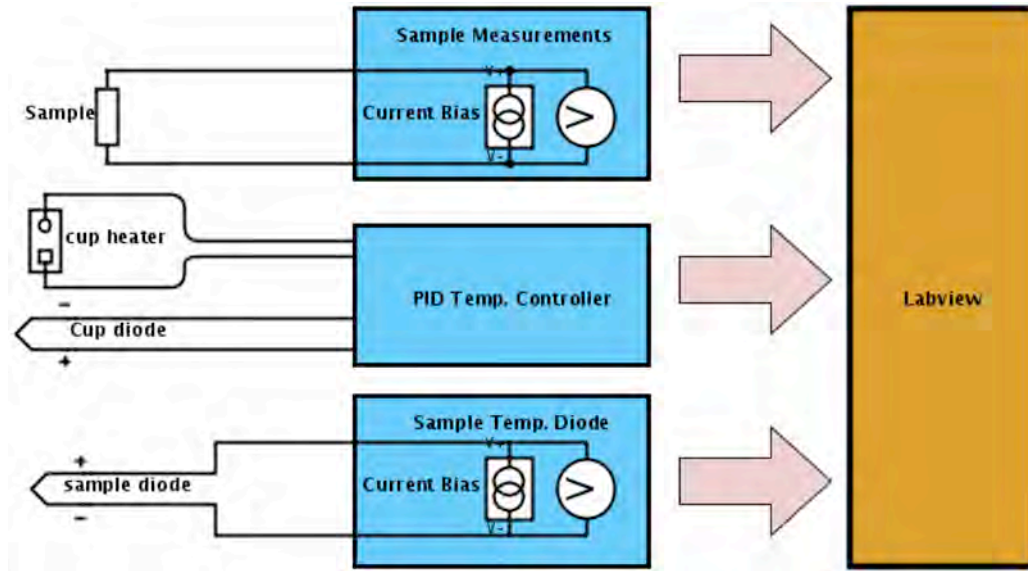 Sample Measurements
V+
Sample
Current Bias
V
V-
cup heater
PID Temp. Controller
Labview
-
Cup diode
+
Sample Temp. Diode
V+
+
sample diode
Current Bias
V
-
V-